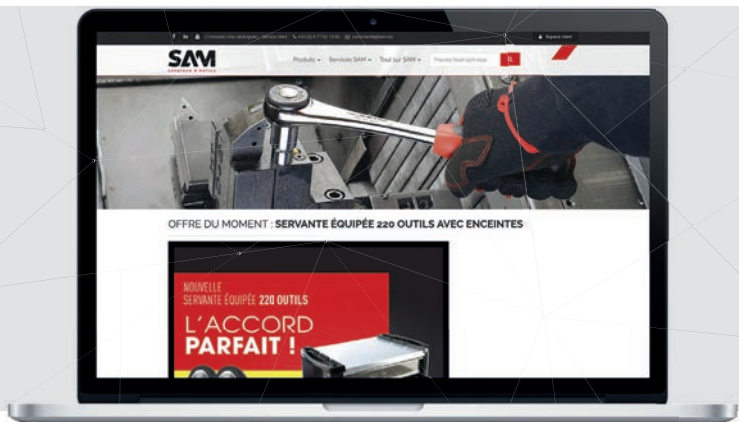 SAM
Produits
Services SAM
Tout sur SAM
Espace client
OFFRE DU MOMENT : SERVANTE ÉQUIPÉE 220 OUTILS AVEC ENCEINTES
NOUVELLE
SERVANTE ÉQUIPÉE 220 OUTILS
L'ACCORD
PARFAIT !